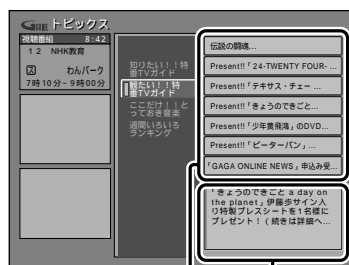 GGUIDE トピックス
視聴番組 8:42
12 NHK教育
区 わんパーク
7時10分~9時00分
知りたい!!特
番TVガイド
観たい!!特
番TVガイド
ここだけ!!と
っておき音楽
週間いろいろ
ランキング
伝説の闘魂...
Present!!「24-TWENTY FOUR- ...
Present!!「テキサス・チェー ...
Present!!「きょうのできごと...
Present!!「少年黄飛鴻」のDVD...
Present!!「ピーターパン」...
「GAGA ONLINE NEWS」申込み受...
「きょうのできごと a day on
the planet」伊藤歩サイン入
り特製プレスシートを1名様に
プレゼント!(続きは詳細へ...